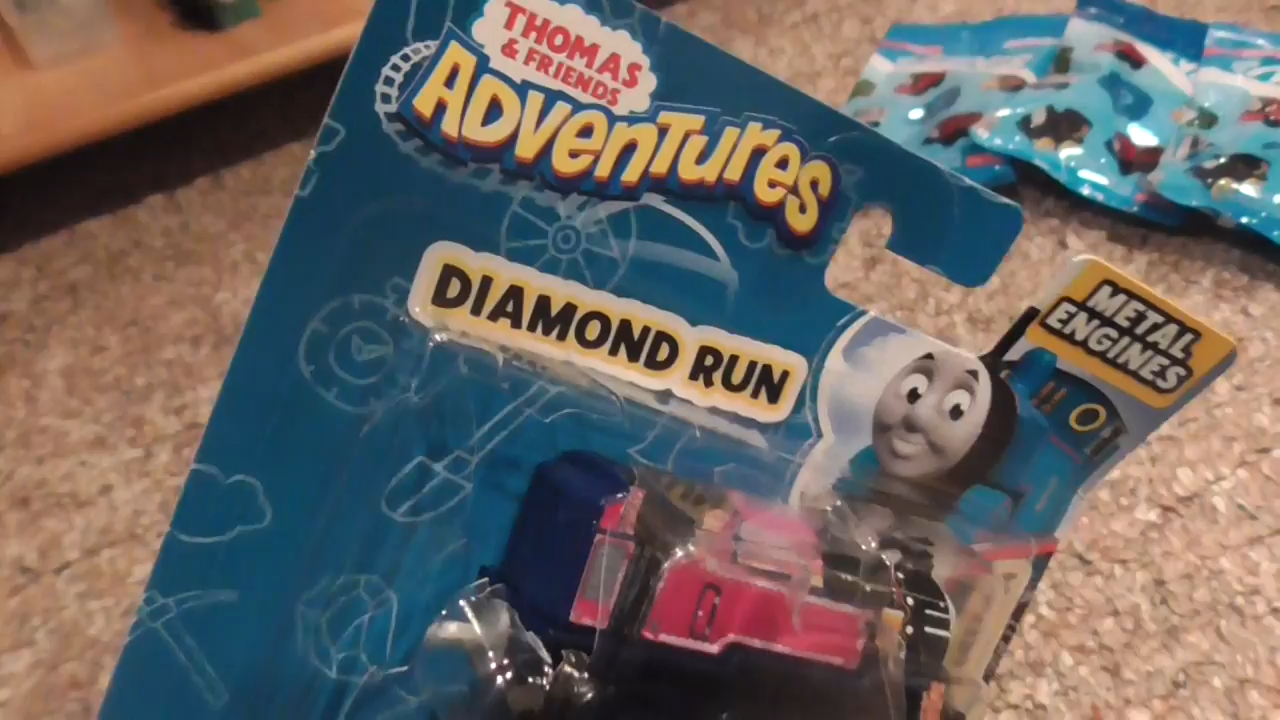 THOMAS
& FRIENDS
ADVENTURES
DIAMOND RUN
METAL
ENGINES